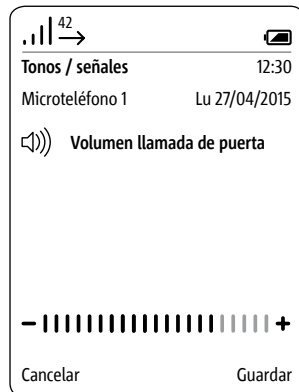 42
Tonos / señales 12:30
Microteléfono 1 Lu 27/04/2015
Volumen llamada de puerta
- +
Cancelar Guardar